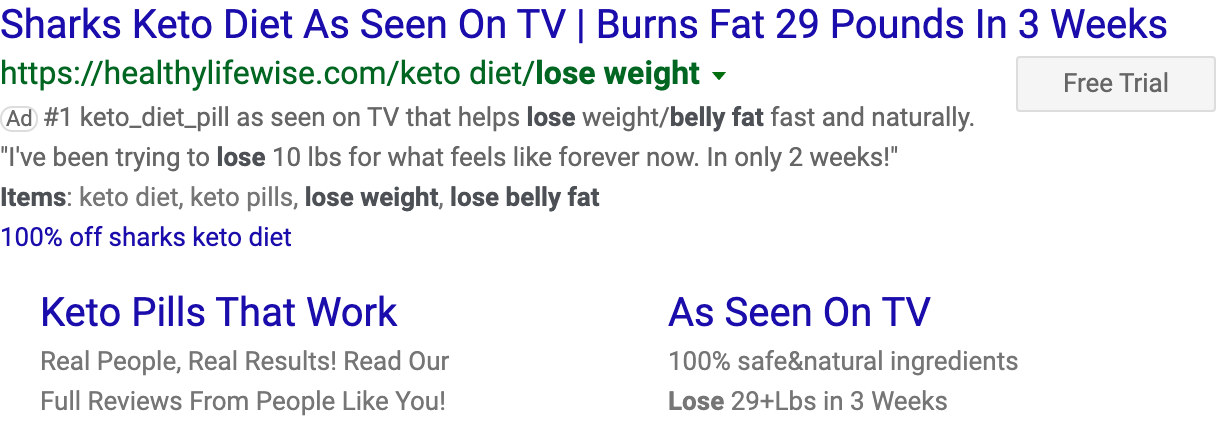 Sharks Keto Diet As Seen On TV | Burns Fat 29 Pounds In 3 Weeks
https://healthylifewise.com/keto diet/lose weight
Free Trial
Ad #1 keto_diet_pill as seen on TV that helps lose weight/belly fat fast and naturally.
"I've been trying to lose 10 lbs for what feels like forever now. In only 2 weeks!"
Items: keto diet, keto pills, lose weight, lose belly fat
100% off sharks keto diet
Keto Pills That Work
Real People, Real Results! Read Our
Full Reviews From People Like You!
As Seen On TV
100% safe&natural ingredients
Lose 29+Lbs in 3 Weeks